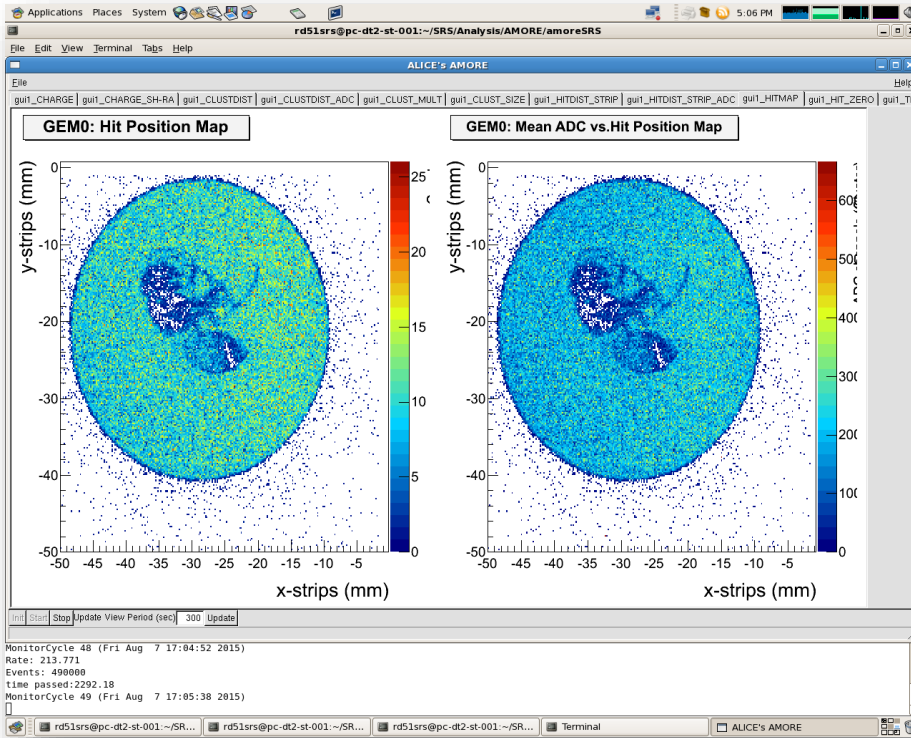 Applications Places System 5:06 PM
rd51srs@pc-dt2-st-001:~/SRS/Analysis/AMORE/amoreSRS
File Edit View Terminal Tabs Help
ALICE's AMORE
File Help
gui1_CHARGE gui1_CHARGE_SH-RA gui1_CLUSTDIST gui1_CLUSTDIST_ADC gui1_CLUST_MULT gui1_CLUST_SIZE gui1_HITDIST_STRIP gui1_HITDIST_STRIP_ADC gui1_HITMAP gui1_HIT_ZERO
GEM0: Hit Position Map
y-strips (mm)
0
-10
-20
-30
-40
-50
-50 -45 -40 -35 -30 -25 -20 -15 -10 -5
x-strips (mm)
25
20
15
10
5
0
GEM0: Mean ADC vs.Hit Position Map
y-strips (mm)
0
-10
-20
-30
-40
-50
-50 -45 -40 -35 -30 -25 -20 -15 -10 -5
x-strips (mm)
0
Init Start Stop Update View Period (sec) 300 Update
MonitorCycle 48 (Fri Aug 7 17:04:52 2015)
Rate: 213.771
Events: 490000
time passed:2292.18
MonitorCycle 49 (Fri Aug 7 17:05:38 2015)
rd51srs@pc-dt2-st-001:~/SR... rd51srs@pc-dt2-st-001:~/SR... rd51srs@pc-dt2-st-001:~/SR... Terminal ALICE's AMORE